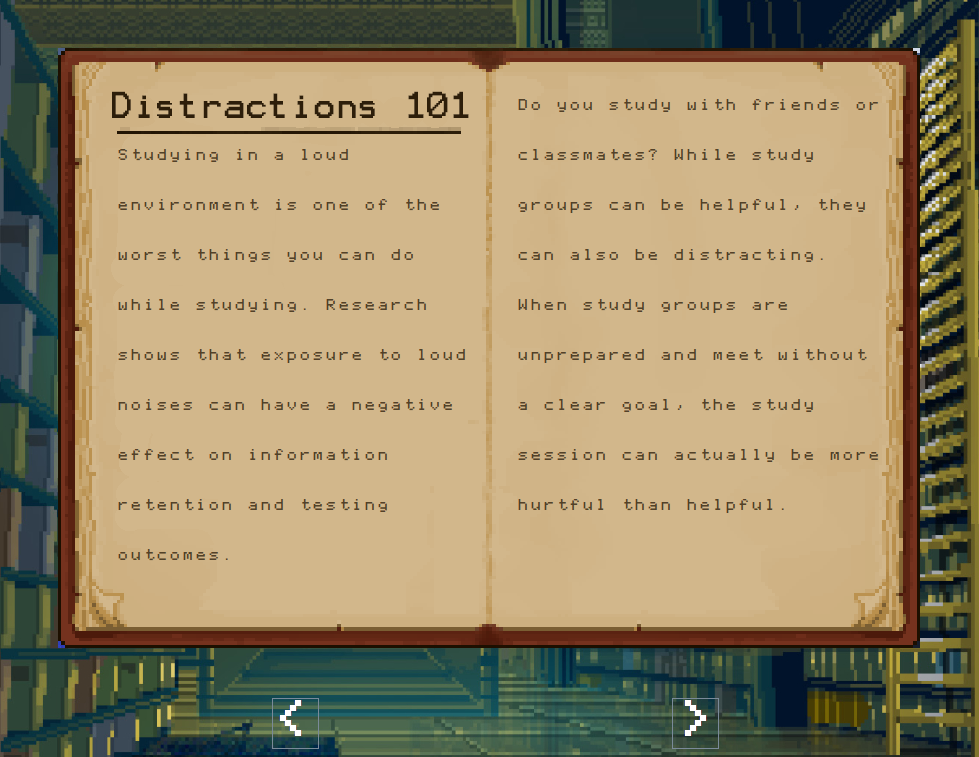 Distractions 101
Studying in a loud
environment is one of the
worst things you can do
while studying. Research
shows that exposure to loud
noises can have a negative
effect on information
retention and testing
outcomes.
Do you study with friends or
classmates? While study
groups can be helpful, they
can also be distracting.
When study groups are
unprepared and meet without
a clear goal, the study
session can actually be more
hurtful than helpful.